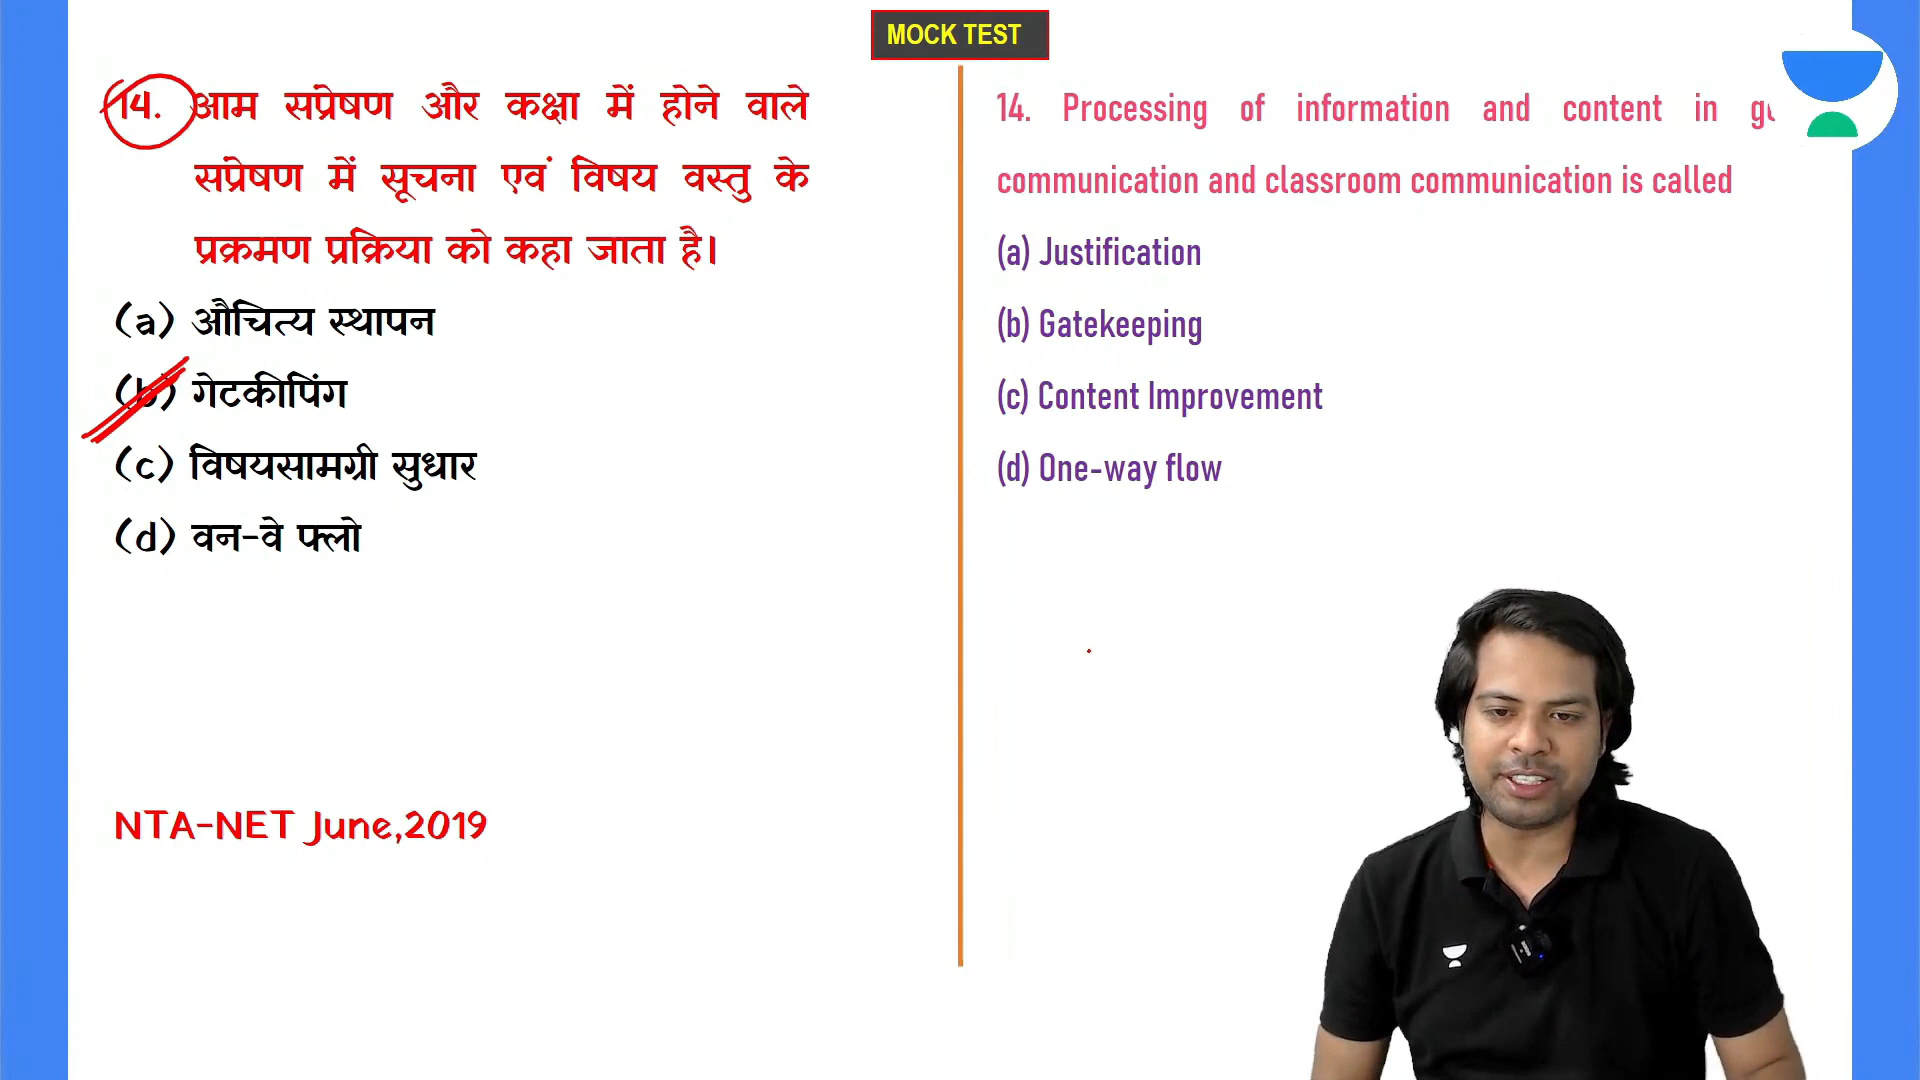 MOCK TEST
14. आम संप्रेषण और कक्षा में होने वाले
संप्रेषण में सूचना एवं विषय वस्तु के
प्रक्रमण प्रक्रिया को कहा जाता है।
(a) औचित्य स्थापन
(b) गेटकीपिंग
(c) विषयसामग्री सुधार
(d) वन-वे फ्लो
NTA-NET June,2019
14. Processing of information and content in
communication and classroom communication is called
(a) Justification
(b) Gatekeeping
(c) Content Improvement
(d) One-way flow